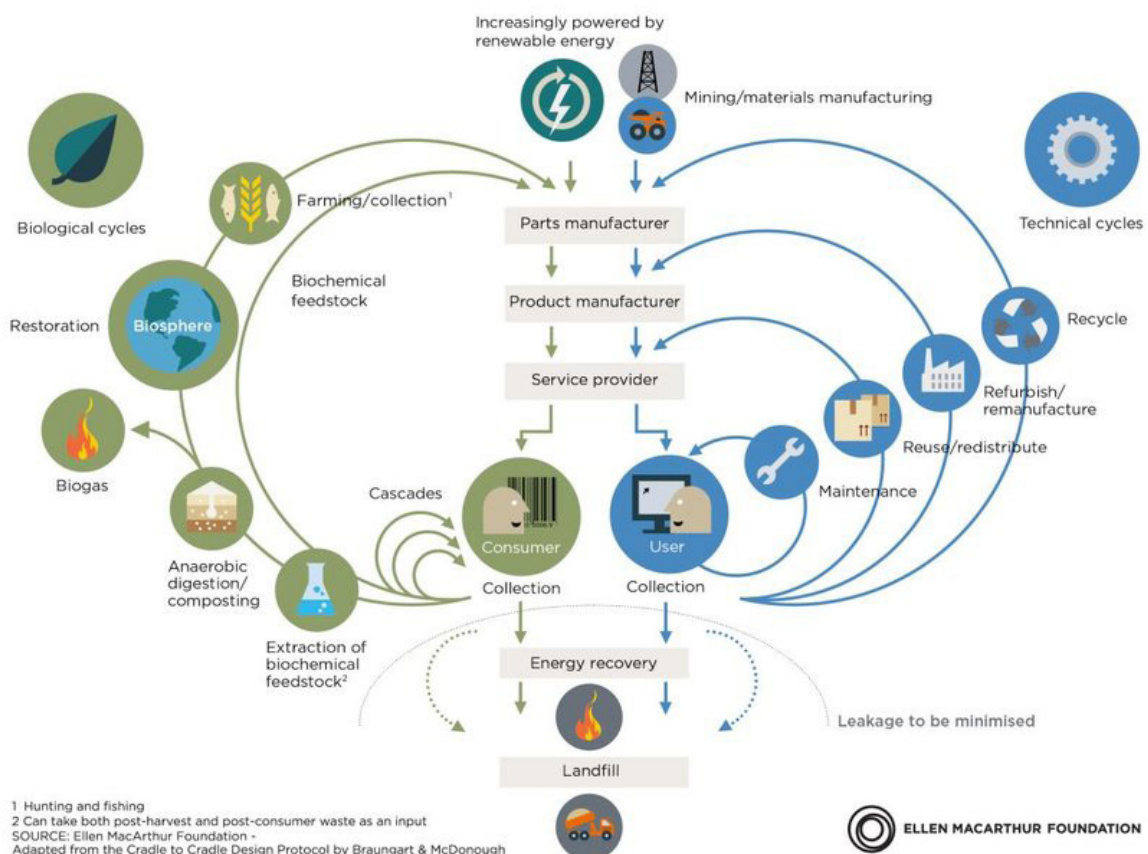 Increasingly powered by
renewable energy
Mining/materials manufacturing
Biological cycles
Farming/collection¹
Technical cycles
Parts manufacturer
Biochemical
feedstock
Product manufacturer
Restoration
Biosphere
Recycle
Service provider
Refurbish/
remanufacture
Reuse/redistribute
Biogas
Cascades
Maintenance
Consumer
User
Anaerobic
digestion/
composting
Collection
Collection
Extraction of
biochemical
feedstock²
Energy recovery
Leakage to be minimised
Landfill
1 Hunting and fishing
2 Can take both post-harvest and post-consumer waste as an input
SOURCE: Ellen MacArthur Foundation -
Adapted from the Cradle to Cradle Design Protocol by Braungart & McDonough
ELLEN MACARTHUR FOUNDATION